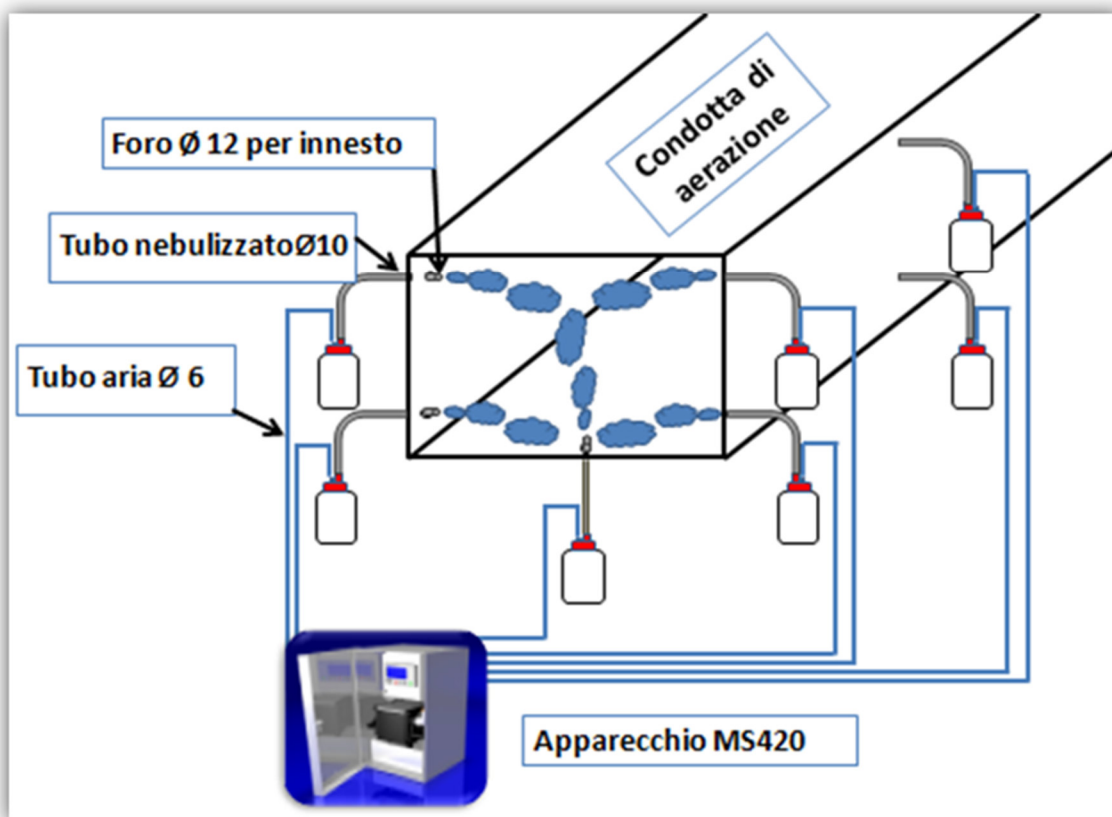 Condotta di
aerazione
Foro Ø 12 per innesto
Tubo nebulizzatoØ10
Tubo aria Ø 6
Apparecchio MS420